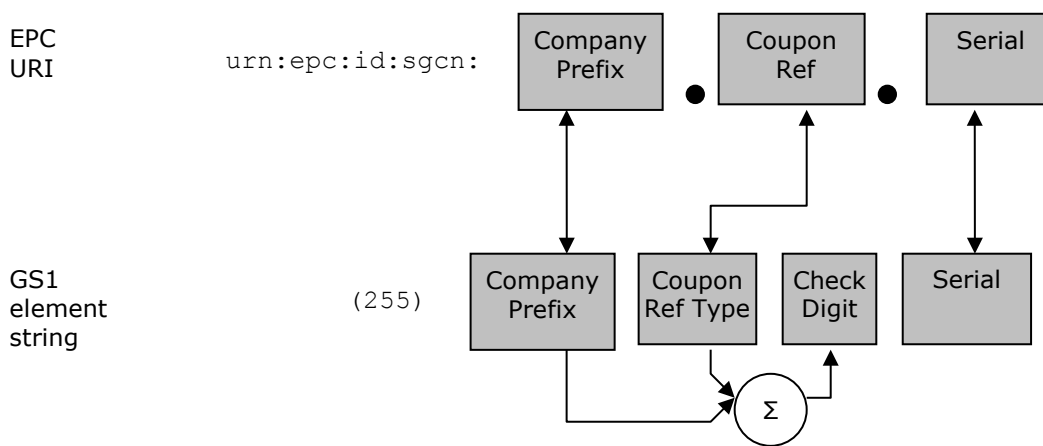 EPC
URI
urn:epc:id:sgcn:
Company
Prefix
Coupon
Ref
Serial
GS1
element
string
(255)
Company
Prefix
Coupon
Ref Type
Check
Digit
Serial
Σ